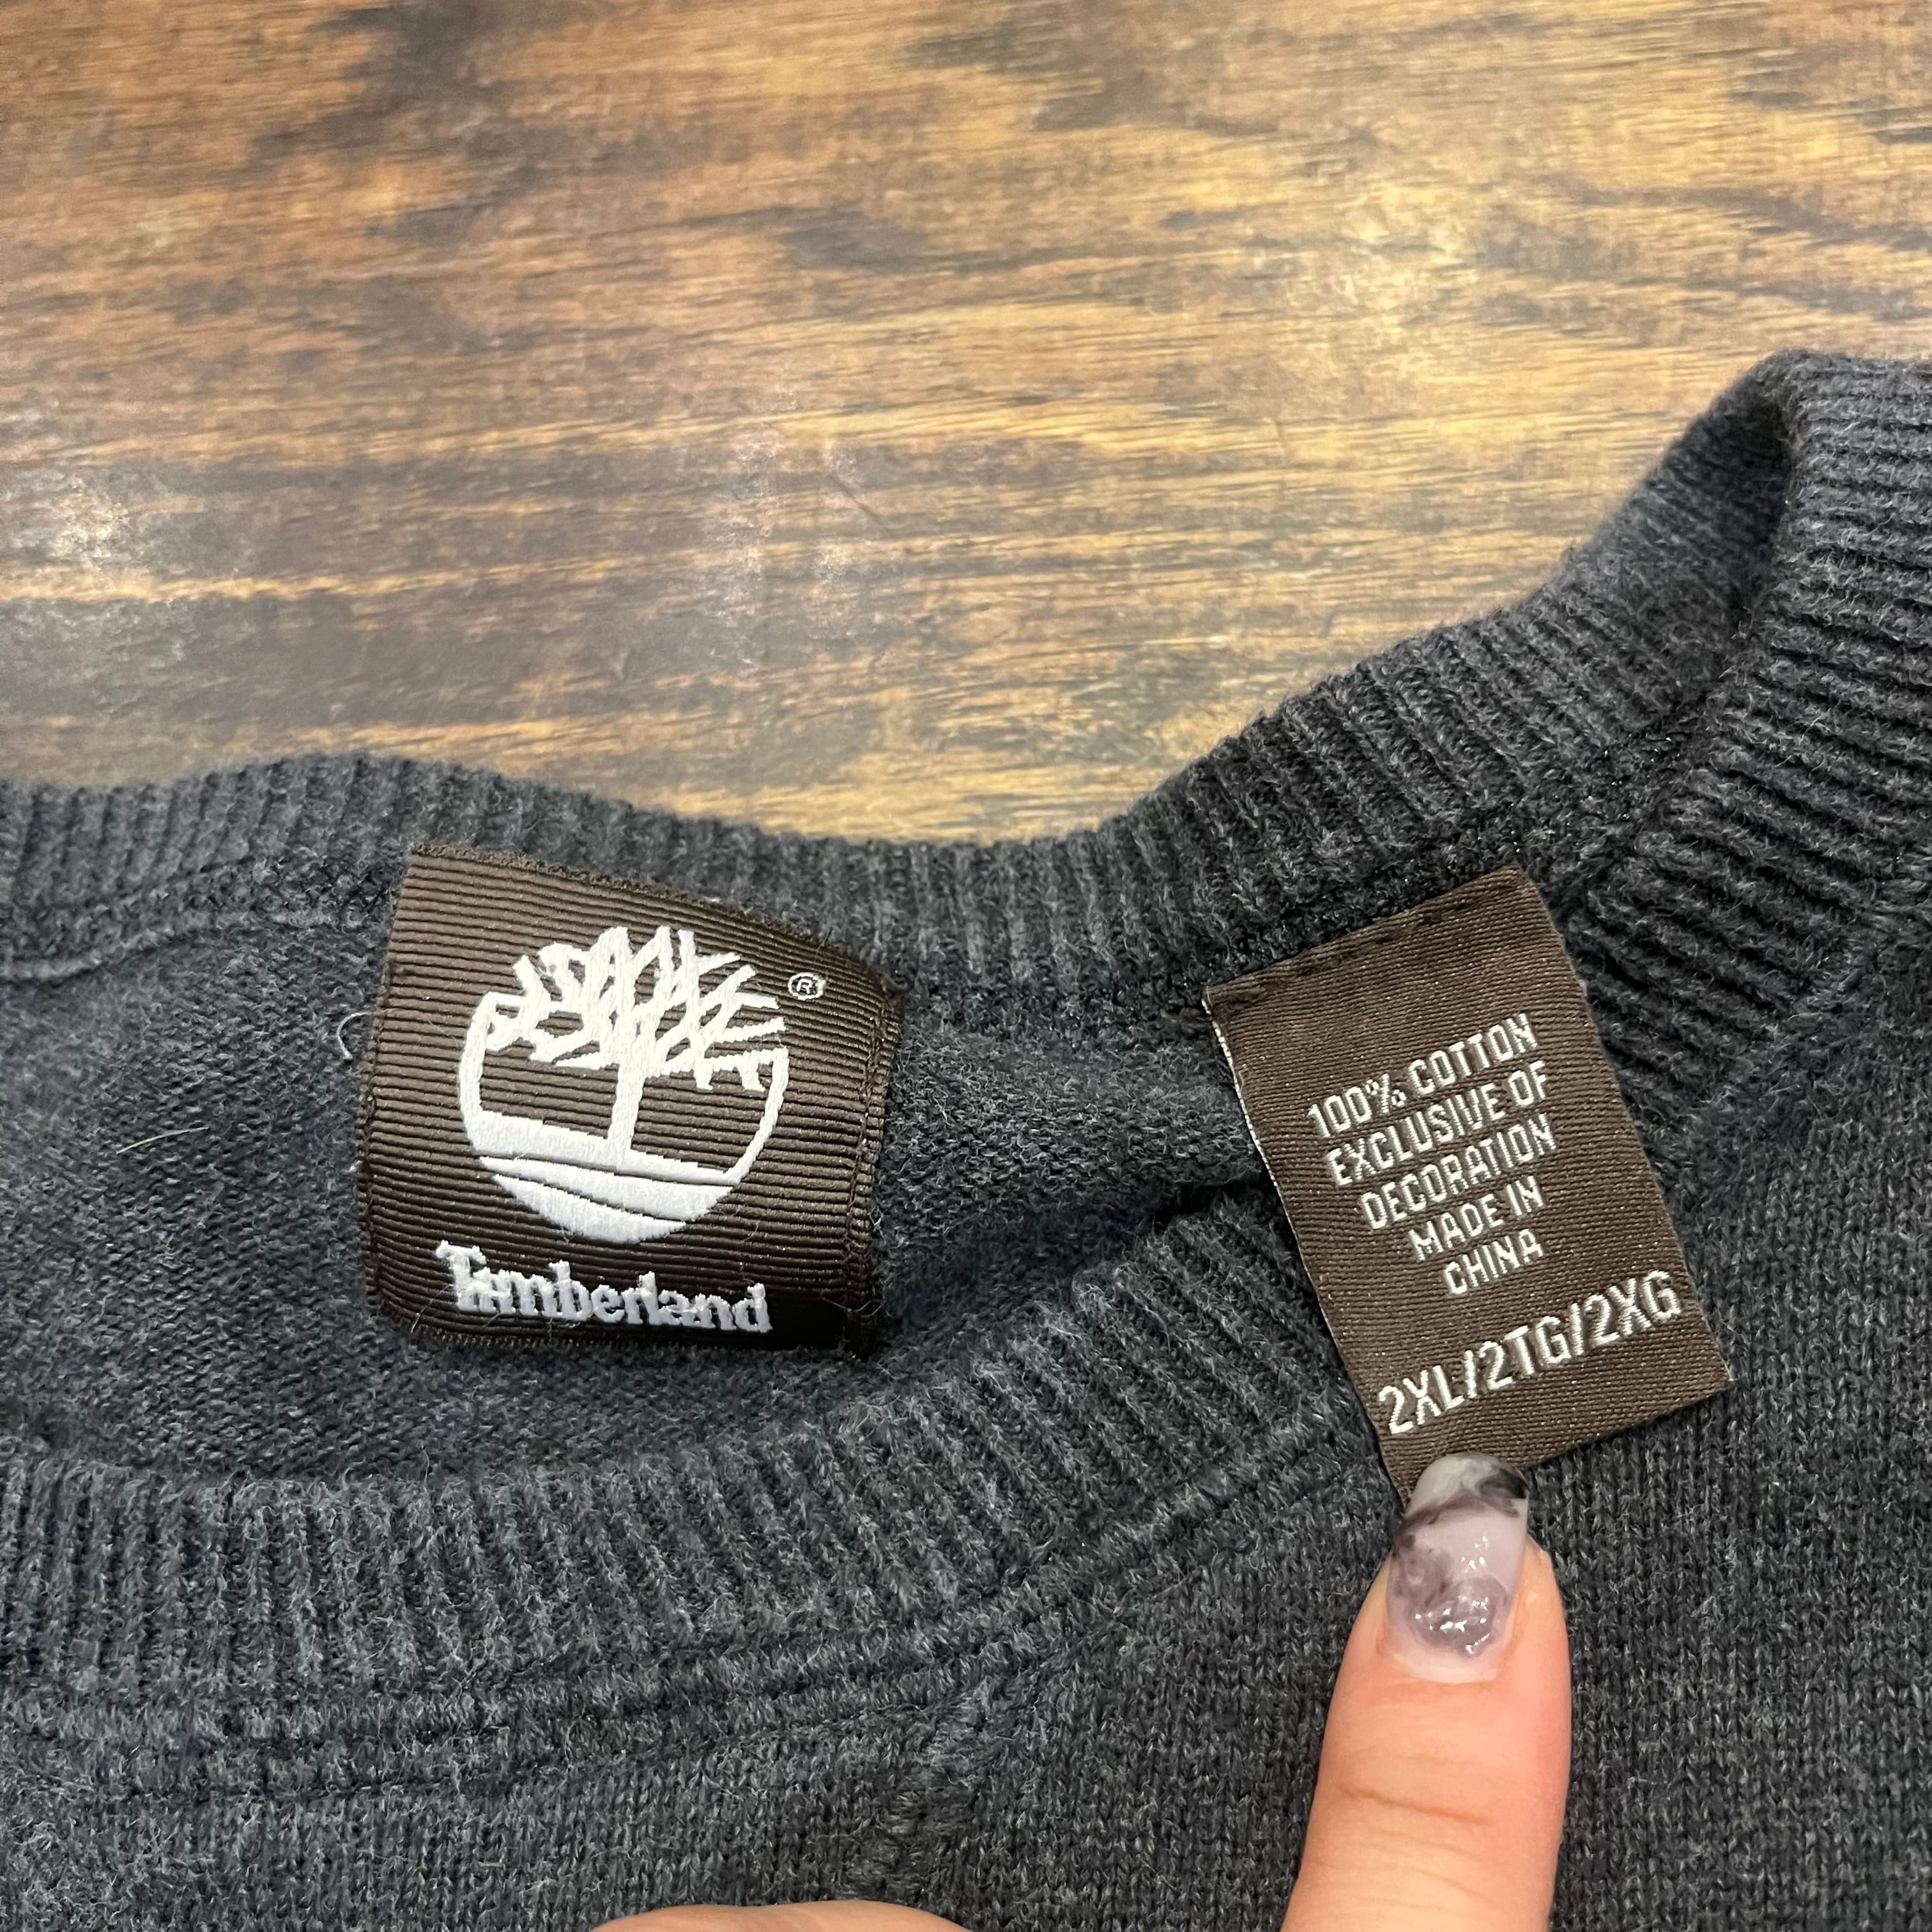 ®
Timberland
100% COTTON
EXCLUSIVE OF
DECORATION
MADE IN
CHINA
2XL/2TG/2XG